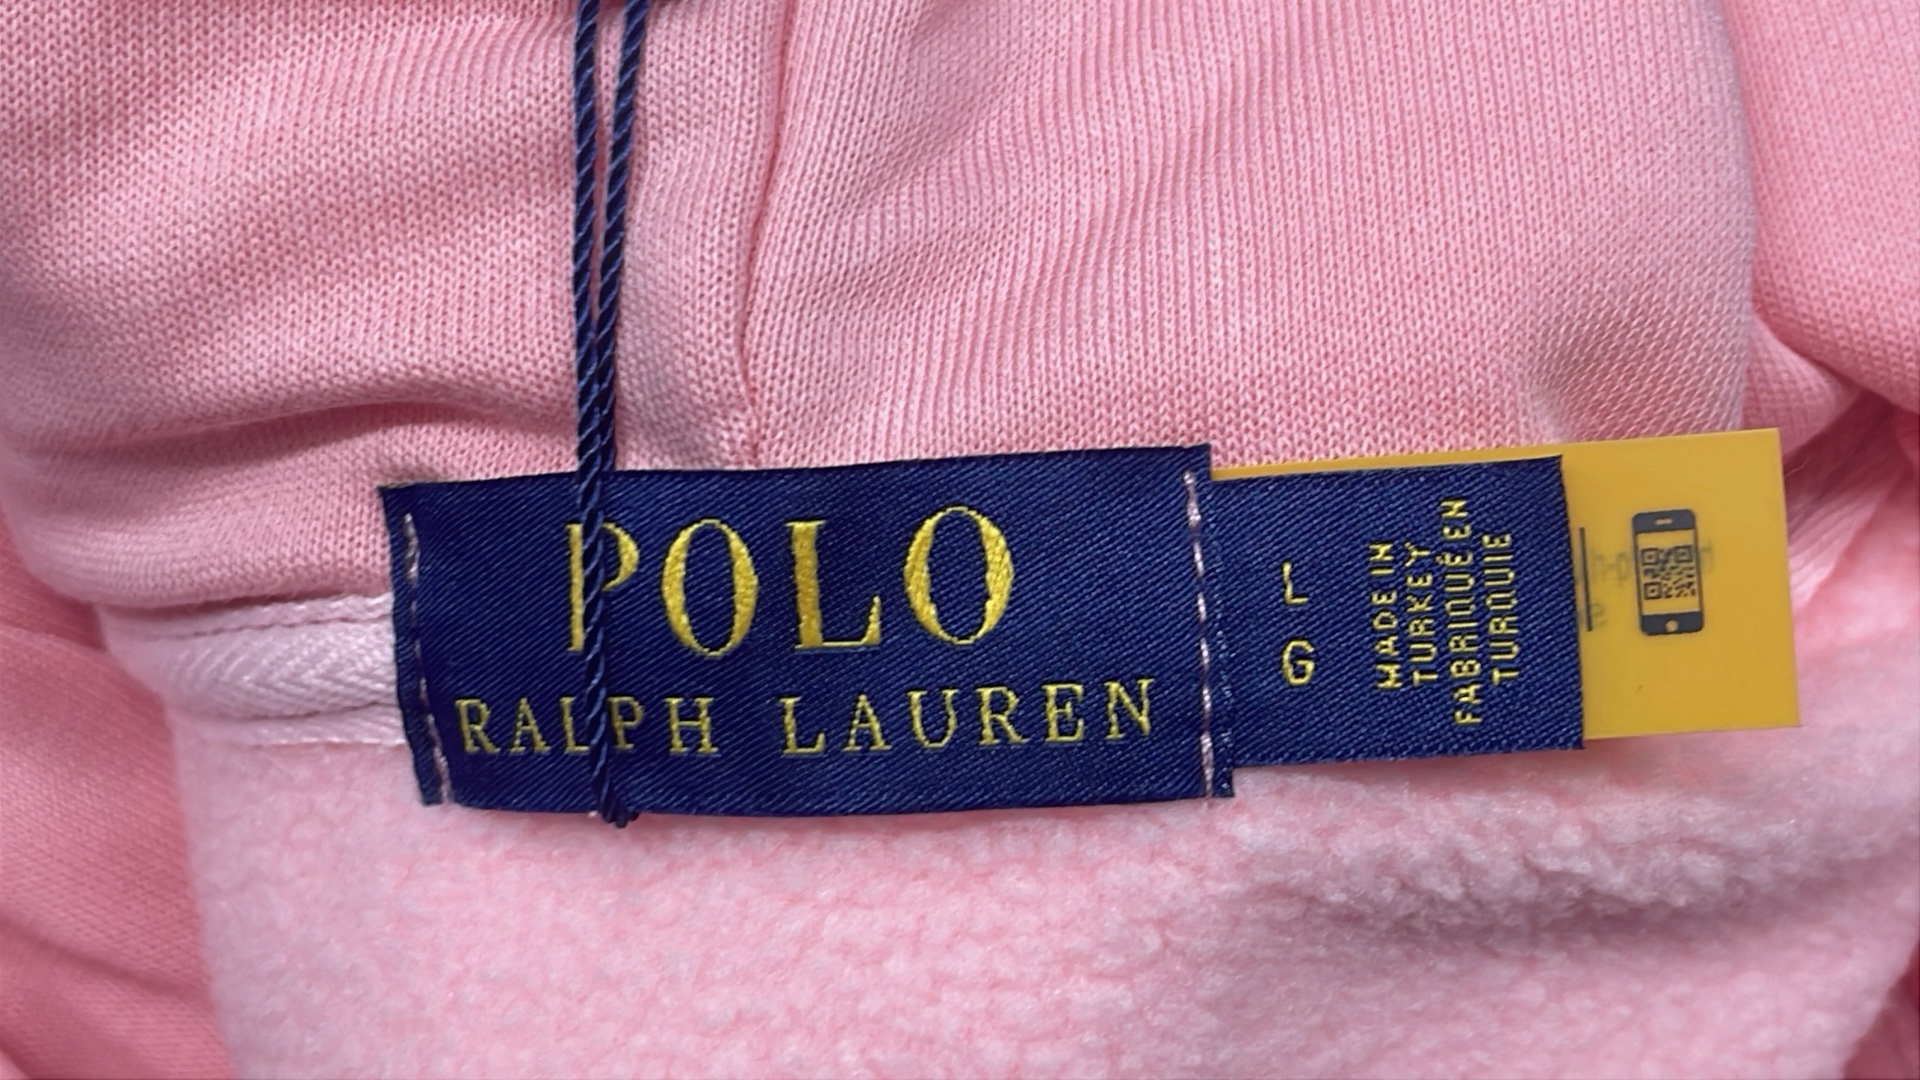 POLO
RALPH LAUREN
L
G
MADE IN
TURKEY
FABRIQUÉ EN
TURQUIE